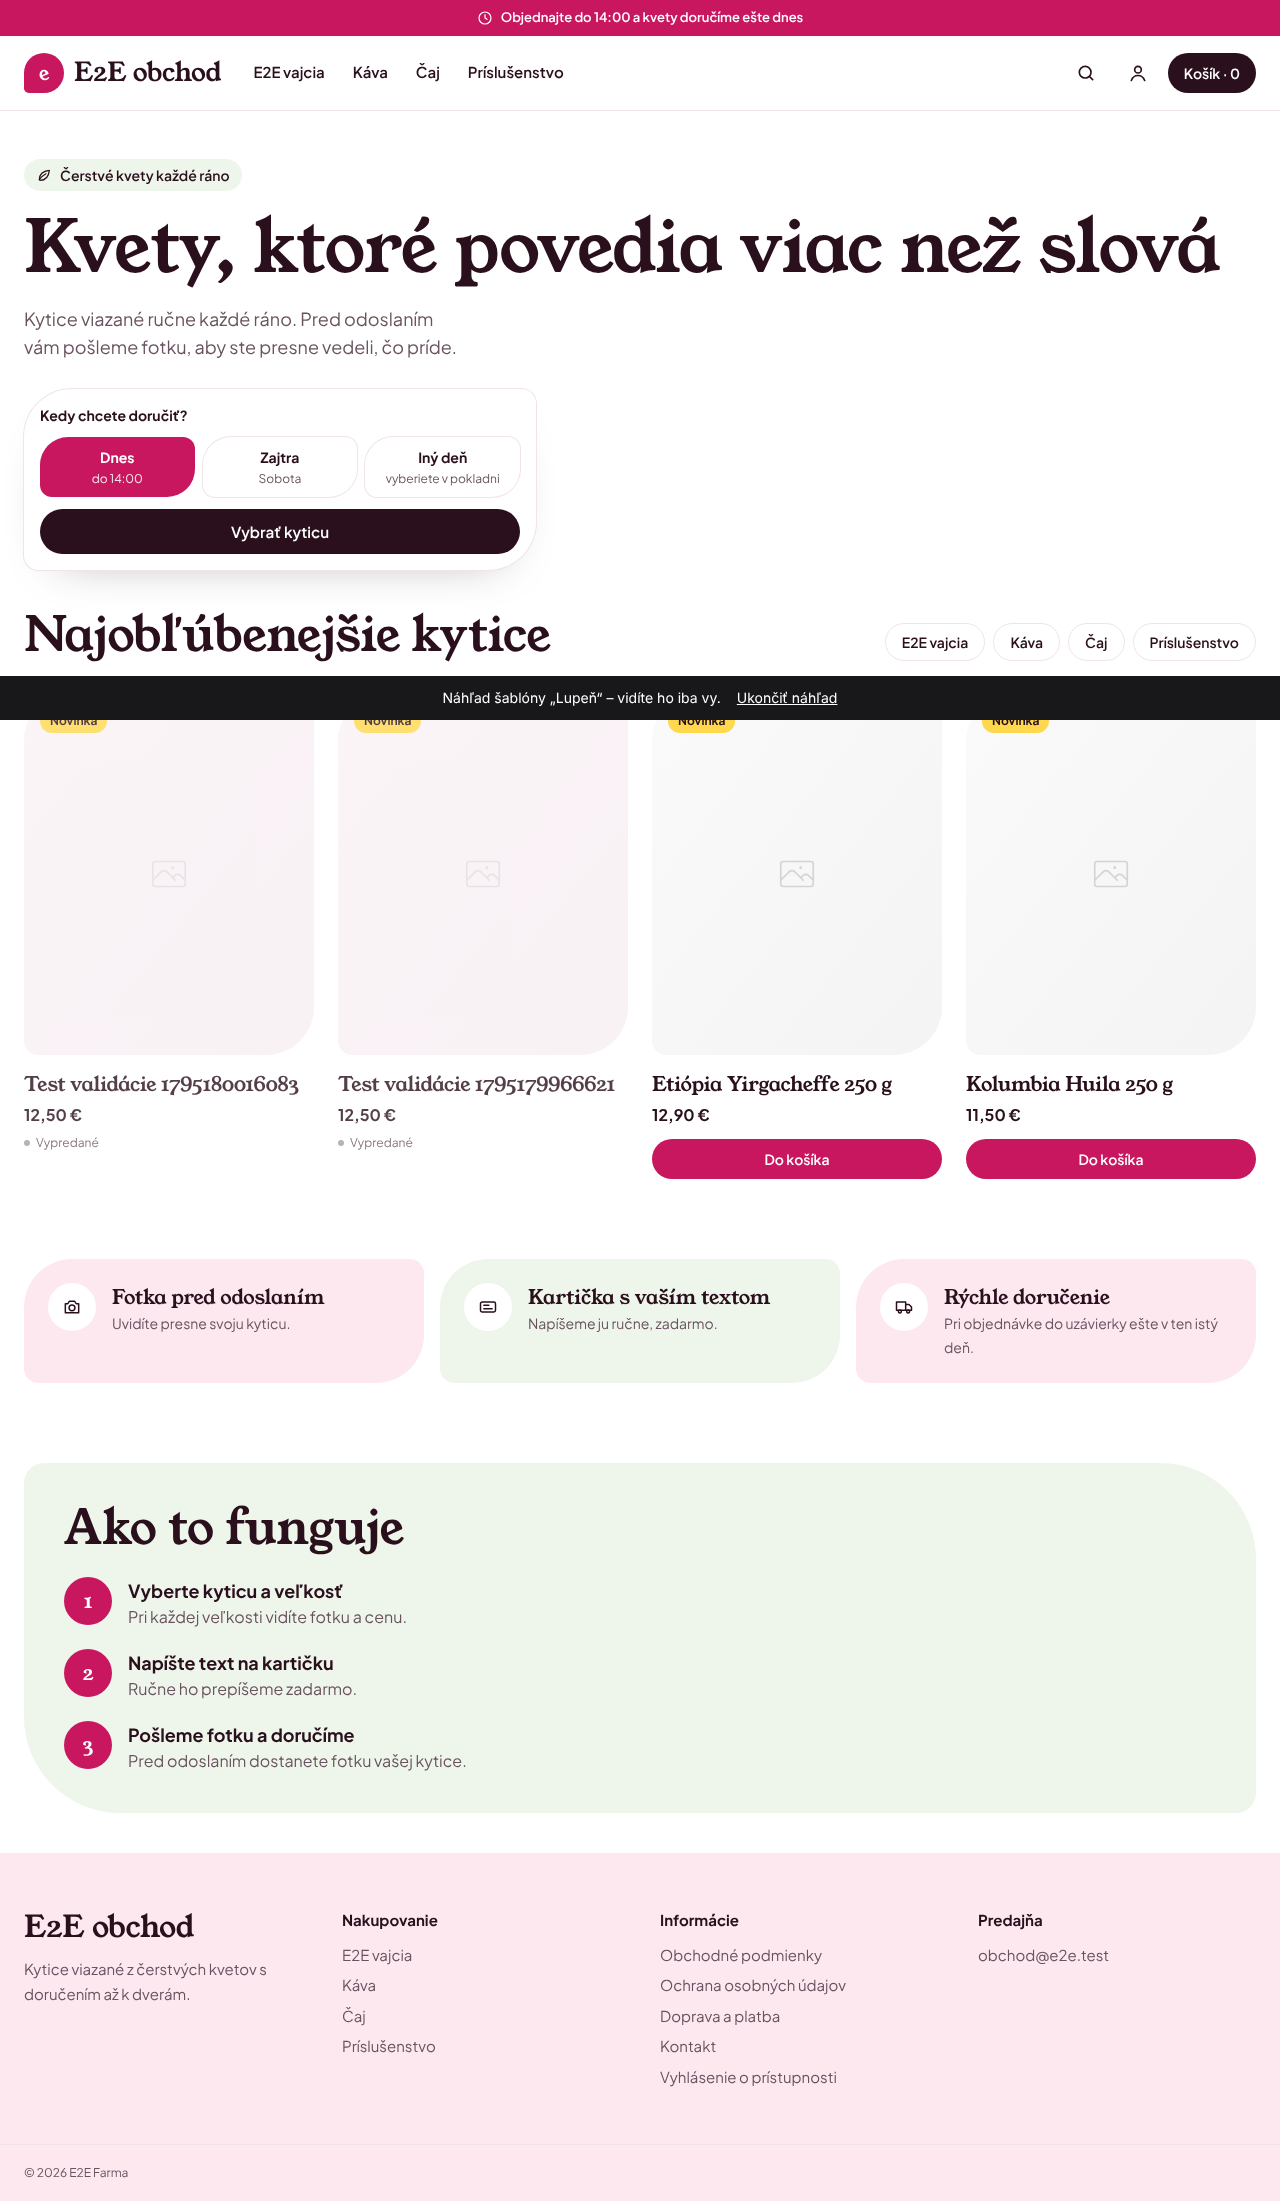 Objednajte do 14:00 a kvety doručíme ešte dnes
e E2E obchod E2E vajcia Káva Čaj Príslušenstvo Košík · 0
Čerstvé kvety každé ráno
Kvety, ktoré povedia viac než slová
Kytice viazané ručne každé ráno. Pred odoslaním
vám pošleme fotku, aby ste presne vedeli, čo príde.
Kedy chcete doručiť?
Dnes
do 14:00
Zajtra
Sobota
Iný deň
vyberiete v pokladni
Vybrať kyticu
Najobľúbenejšie kytice
E2E vajcia Káva Čaj Príslušenstvo
Náhľad šablóny „Lupeň“ – vidíte ho iba vy. Ukončiť náhľad
Novinka Novinka Novinka Novinka
Test validácie 1795180016083
12,50 €
Vypredané
Test validácie 1795179966621
12,50 €
Vypredané
Etiópia Yirgacheffe 250 g
12,90 €
Do košíka
Kolumbia Huila 250 g
11,50 €
Do košíka
Fotka pred odoslaním
Uvidíte presne svoju kyticu.
Kartička s vaším textom
Napíšeme ju ručne, zadarmo.
Rýchle doručenie
Pri objednávke do uzávierky ešte v ten istý
deň.
Ako to funguje
1
Vyberte kyticu a veľkosť
Pri každej veľkosti vidíte fotku a cenu.
2
Napíšte text na kartičku
Ručne ho prepíšeme zadarmo.
3
Pošleme fotku a doručíme
Pred odoslaním dostanete fotku vašej kytice.
E2E obchod
Kytice viazané z čerstvých kvetov s
doručením až k dverám.
Nakupovanie
E2E vajcia
Káva
Čaj
Príslušenstvo
Informácie
Obchodné podmienky
Ochrana osobných údajov
Doprava a platba
Kontakt
Vyhlásenie o prístupnosti
Predajňa
obchod@e2e.test
© 2026 E2E Farma